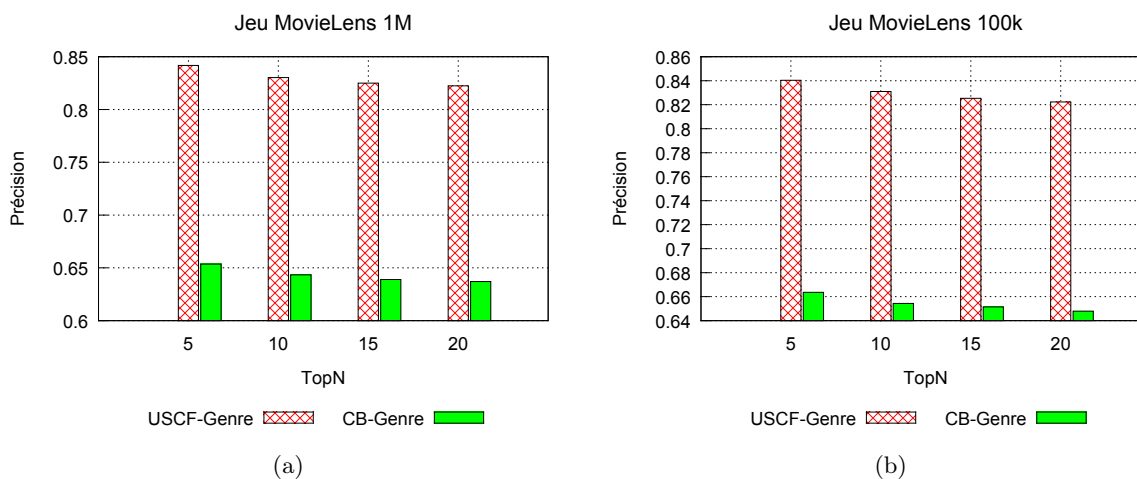 Jeu MovieLens 1M
0.85
0.8
0.75
0.7
0.65
0.6
Précision
5 10 15 20
TopN
USCF-Genre CB-Genre
(a)
Jeu MovieLens 100k
0.86
0.84
0.82
0.8
0.78
0.76
0.74
0.72
0.7
0.68
0.66
0.64
Précision
5 10 15 20
TopN
USCF-Genre CB-Genre
(b)